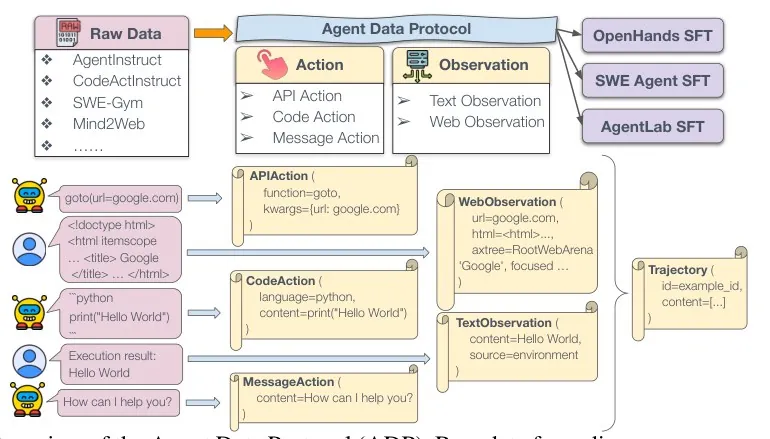 RAW
101011
01001
Raw Data
❖ AgentInstruct
❖ CodeActInstruct
❖ SWE-Gym
❖ Mind2Web
❖ ……
Agent Data Protocol
Action
➢ API Action
➢ Code Action
➢ Message Action
Observation
➢ Text Observation
➢ Web Observation
OpenHands SFT
SWE Agent SFT
AgentLab SFT
goto(url=google.com)
<!doctype html>
<html itemscope
… <title> Google
</title> … </html>
```python
print("Hello World")
```
Execution result:
Hello World
How can I help you?
APIAction (
function=goto,
kwargs={url: google.com}
)
CodeAction (
language=python,
content=print("Hello World")
)
MessageAction (
content=How can I help you?
)
WebObservation (
url=google.com,
html=<html>...,
axtree=RootWebArena
'Google', focused …
)
TextObservation (
content=Hello World,
source=environment
)
Trajectory (
id=example_id,
content=[...]
)